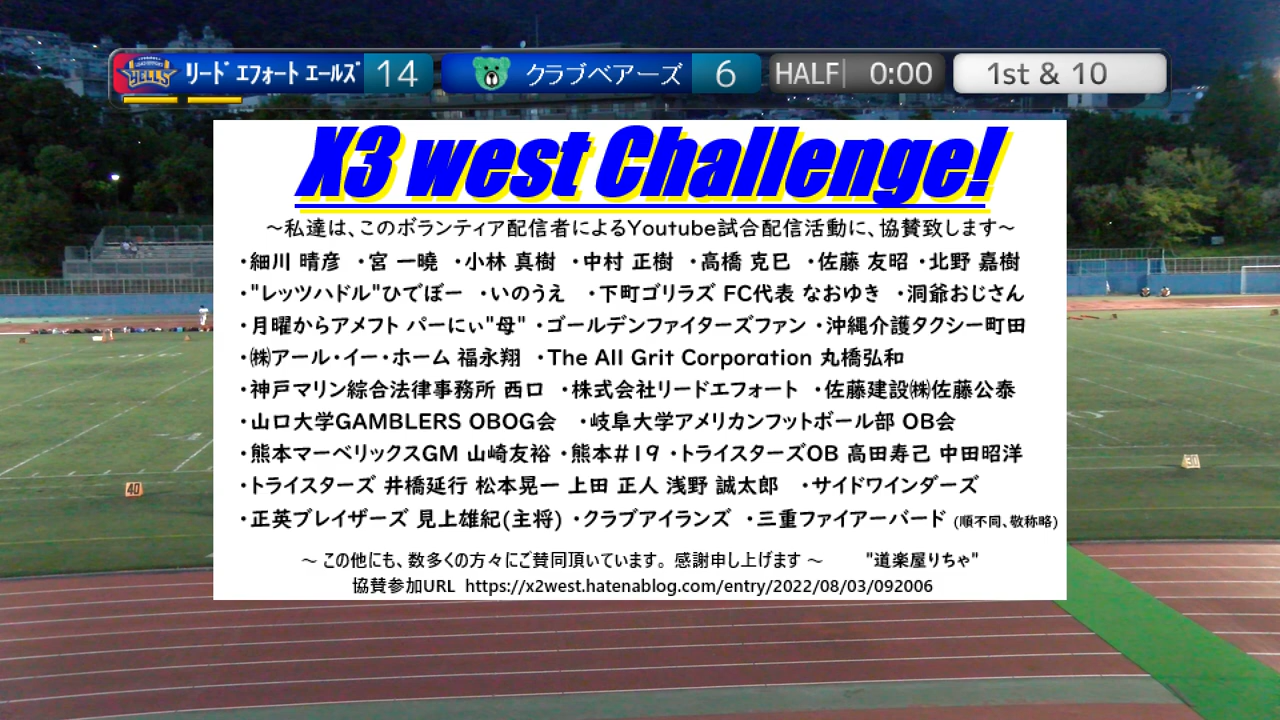 YELLS リード エフォート エールズ 14 クラブベアーズ 6 HALF 0:00 1st & 10
X3 west Challenge!
～私達は、このボランティア配信者によるYoutube試合配信活動に、協賛致します～
・細川 晴彦 ・宮 一曉 ・小林 真樹 ・中村 正樹 ・高橋 克巳 ・佐藤 友昭 ・北野 嘉樹
・"レッツハドル"ひでぼー ・いのうえ ・下町ゴリラズ FC代表 なおゆき ・洞爺おじさん
・月曜からアメフト パーにぃ"母" ・ゴールデンファイターズファン ・沖縄介護タクシー町田
・㈱アール・イー・ホーム 福永翔 ・The All Grit Corporation 丸橋弘和
・神戸マリン綜合法律事務所 西口 ・株式会社リードエフォート ・佐藤建設㈱佐藤公泰
・山口大学GAMBLERS OBOG会 ・岐阜大学アメリカンフットボール部 OB会
・熊本マーベリックスGM 山崎友裕 ・熊本#19 ・トライスターズOB 高田寿己 中田昭洋
・トライスターズ 井橋延行 松本晃一 上田 正人 浅野 誠太郎 ・サイドワインダーズ
・正英ブレイザーズ 見上雄紀(主将) ・クラブアイランズ ・三重ファイアーバード (順不同、敬称略)
～ この他にも、数多くの方々にご賛同頂いています。感謝申し上げます ～ "道楽屋りちゃ"
協賛参加URL https://x2west.hatenablog.com/entry/2022/08/03/092006
40
30